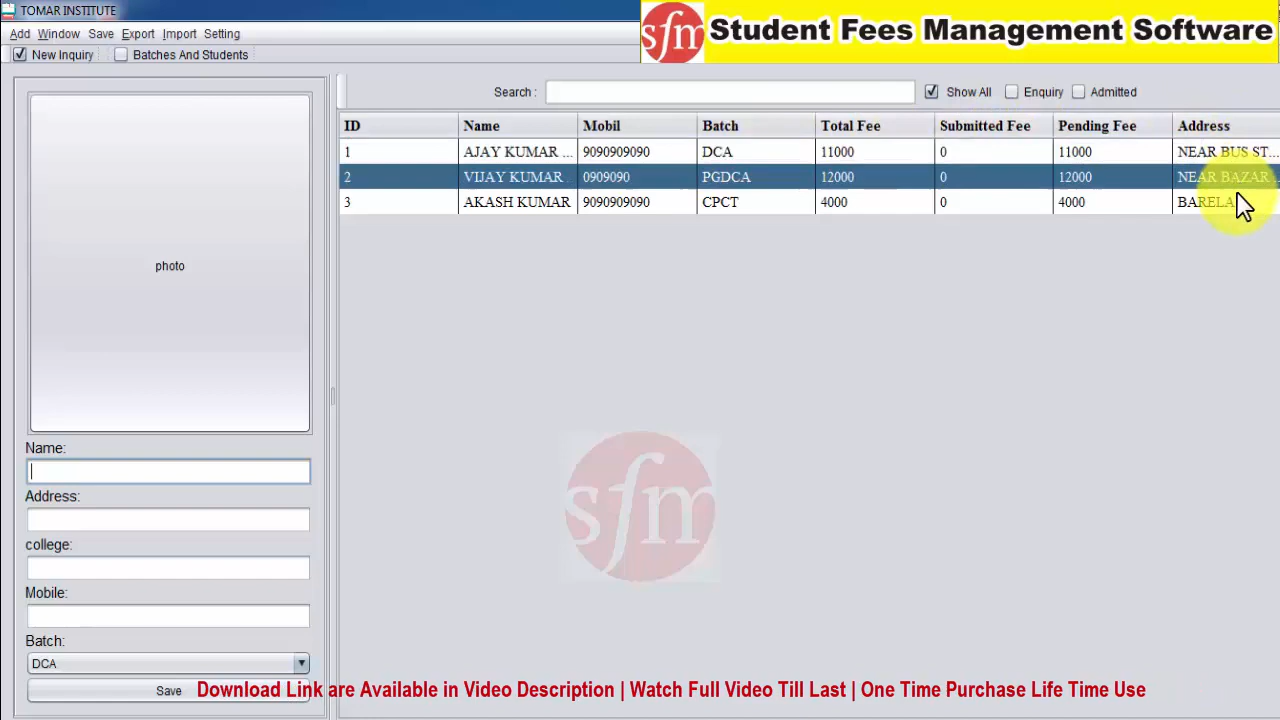 TOMAR INSTITUTE
sfm Student Fees Management Software
Add Window Save Export Import Setting
New Inquiry Batches And Students
Search : Show All Enquiry Admitted
ID Name Mobil Batch Total Fee Submitted Fee Pending Fee Address
1 AJAY KUMAR ... 9090909090 DCA 11000 0 11000 NEAR BUS ST...
2 VIJAY KUMAR 0909090 PGDCA 12000 0 12000 NEAR BAZAR...
3 AKASH KUMAR 9090909090 CPCT 4000 0 4000 BARELA
photo
sfm
Name:
Address:
college:
Mobile:
Batch:
DCA
Save
Download Link are Available in Video Description | Watch Full Video Till Last | One Time Purchase Life Time Use